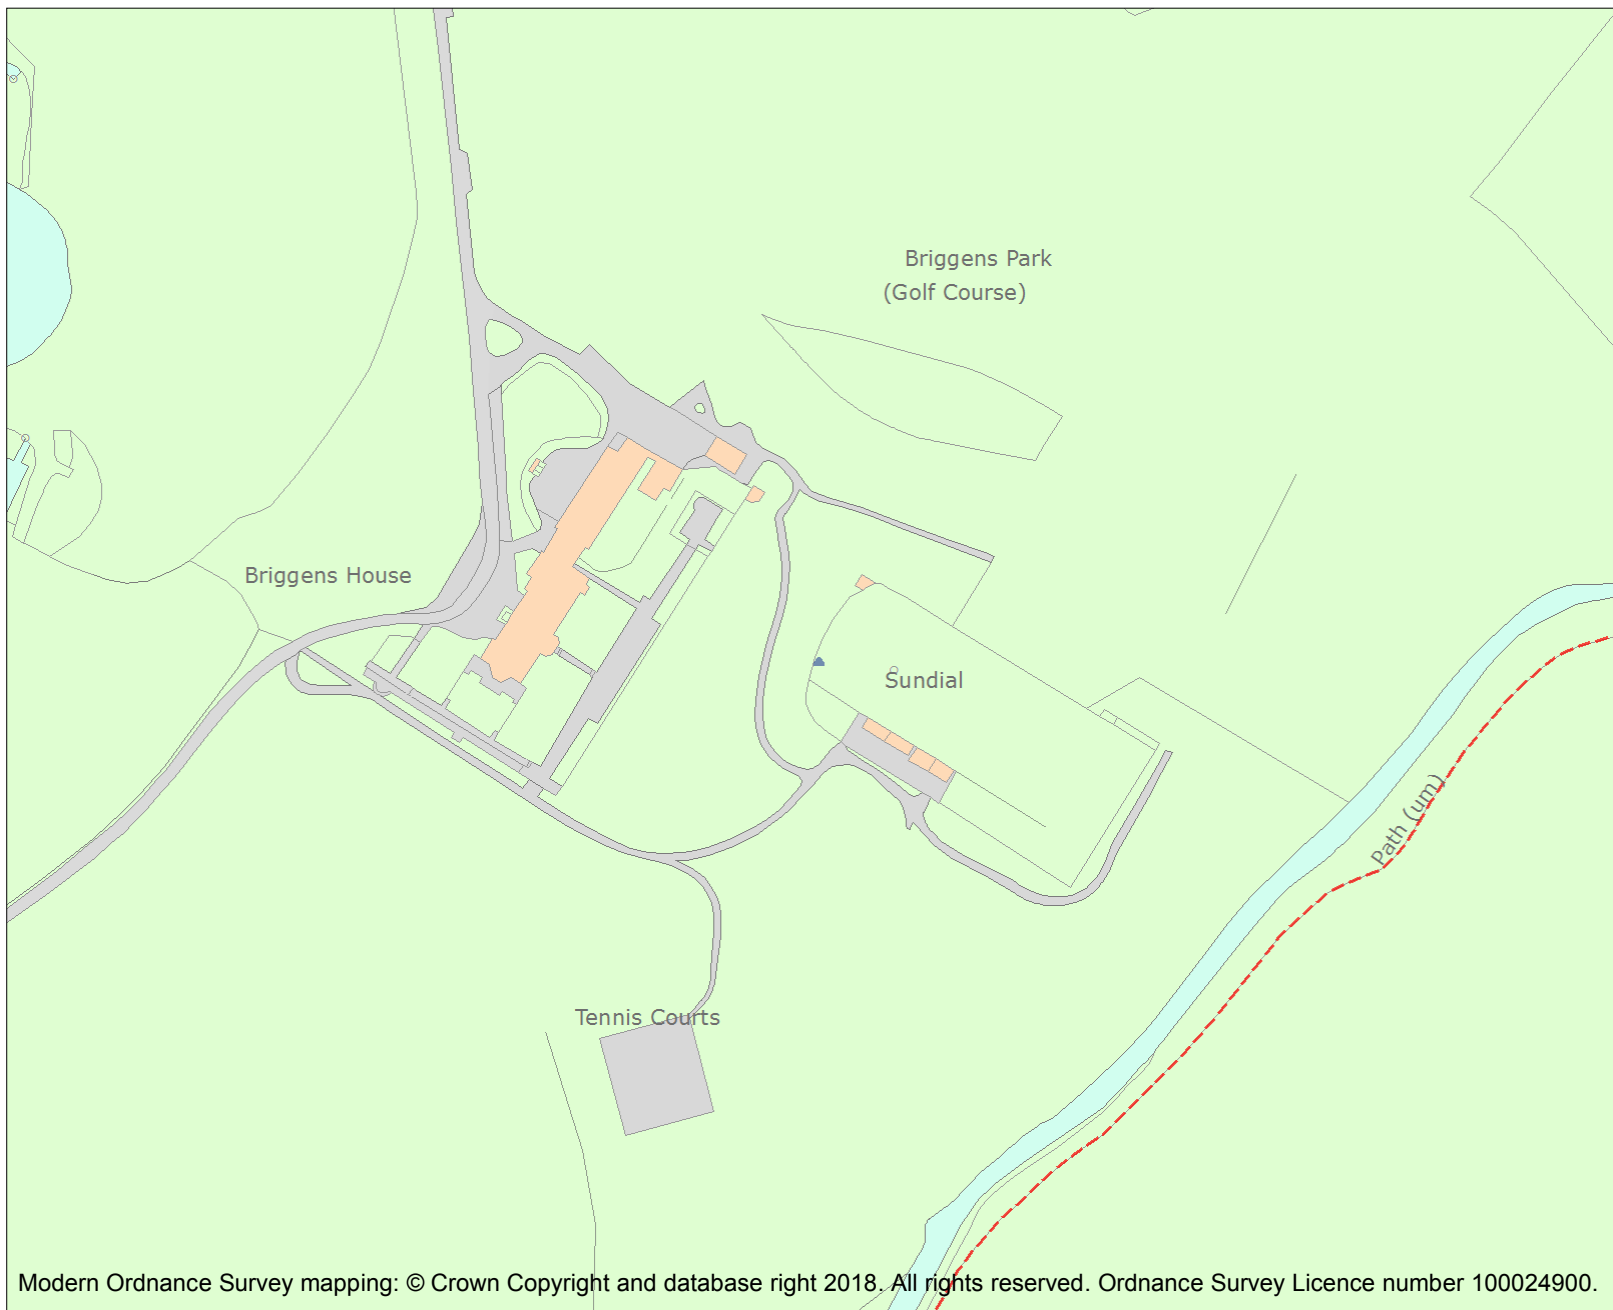 Briggens Park
(Golf Course)
Briggens House
Sundial
Path (um)
Tennis Courts
Modern Ordnance Survey mapping: © Crown Copyright and database right 2018. All rights reserved. Ordnance Survey Licence number 100024900.